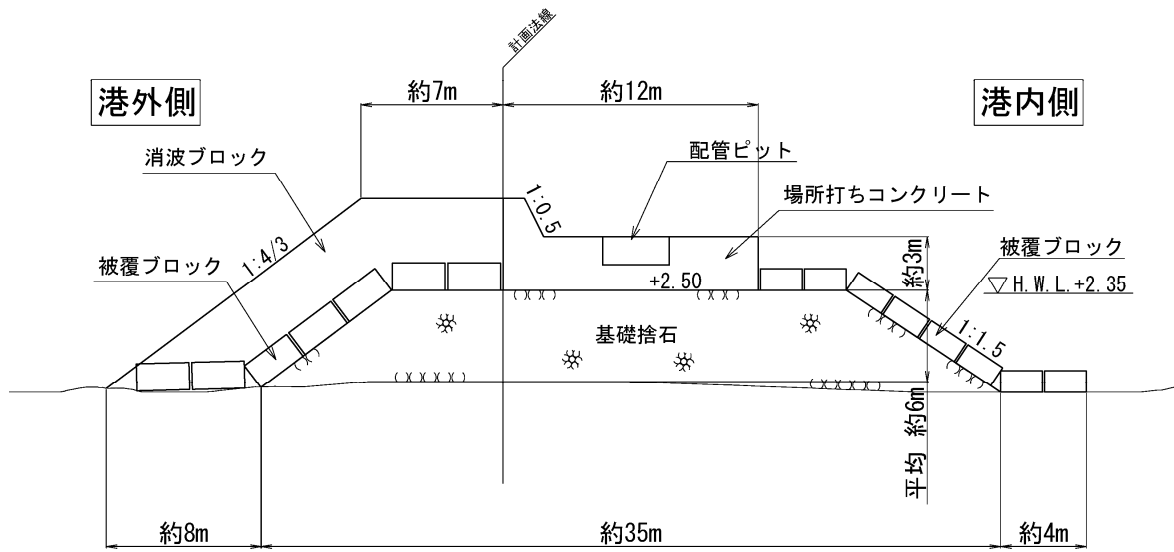 計画法線
約7m
約12m
港外側
港内側
消波ブロック
配管ピット
1:0.5
場所打ちコンクリート
1:4/3
被覆ブロック
約3m
被覆ブロック
+2.50
▽H.W.L.+2.35
基礎捨石
1:1.5
平均 約6m
約8m
約35m
約4m